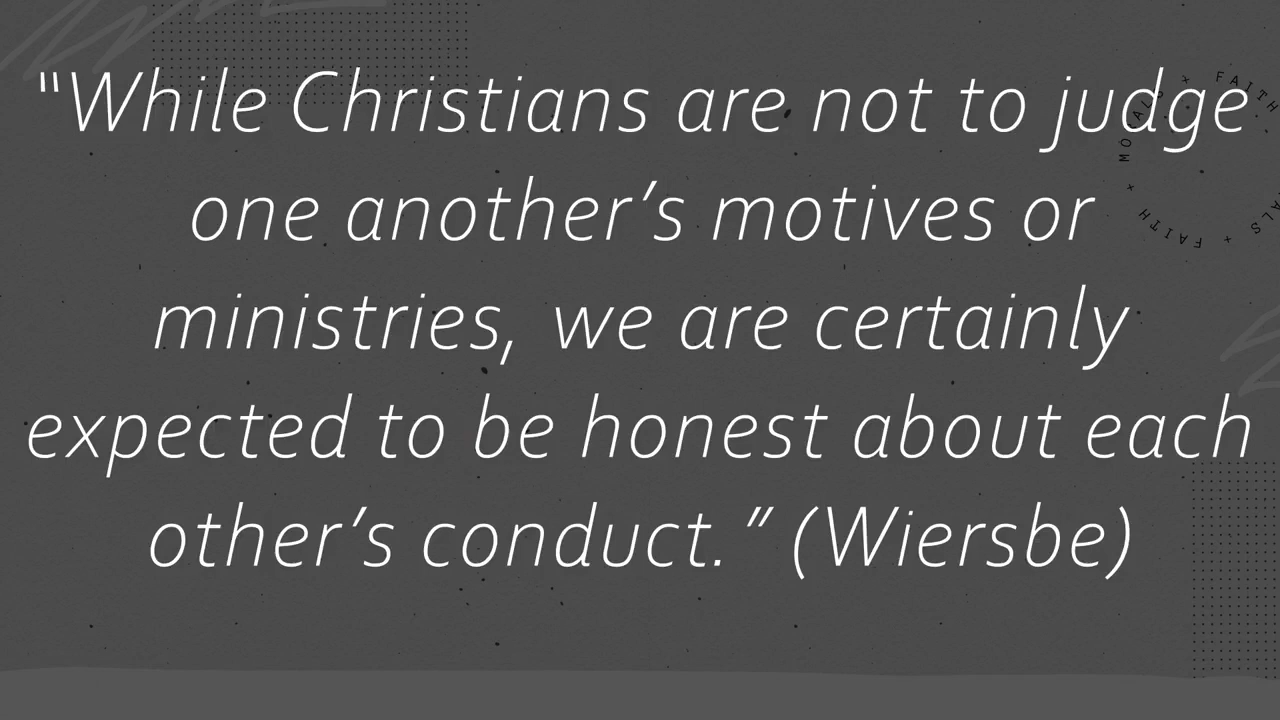 "While Christians are not to judge
one another’s motives or
ministries, we are certainly
expected to be honest about each
other’s conduct.” (Wiersbe)
FAITH + MORALS + FAITH + MORALS +